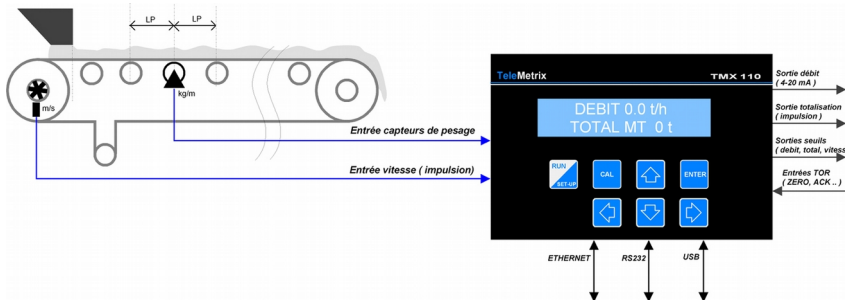 LP LP
kg/m
m/s
Entrée capteurs de pesage
Entrée vitesse ( impulsion)
TeleMetrix TMX 110
DEBIT 0.0 t/h
TOTAL MT 0 t
RUN
SET-UP
CAL
ENTER
Sortie débit
( 4-20 mA )
Sortie totalisation
( impulsion )
Sorties seuils
( debit, total, vitess
Entrées TOR
( ZERO, ACK .. )
ETHERNET RS232 USB